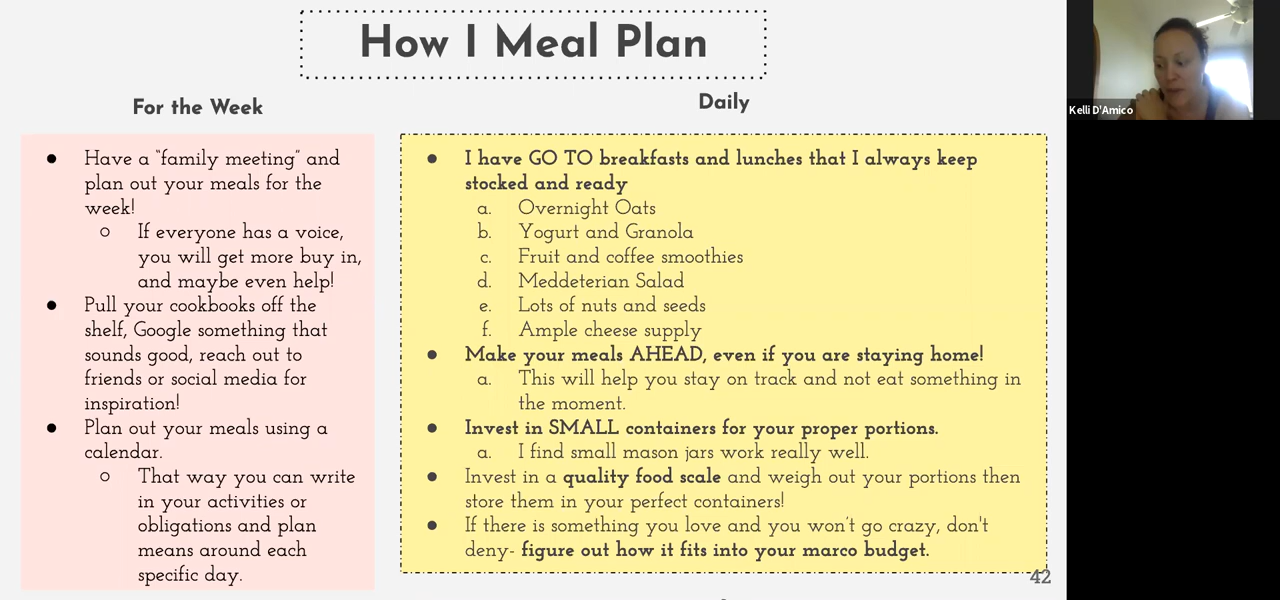 How I Meal Plan
For the Week
Have a "family meeting" and
plan out your meals for the
week!
If everyone has a voice,
you will get more buy in,
and maybe even help!
Pull your cookbooks off the
shelf, Google something that
sounds good, reach out to
friends or social media for
inspiration!
Plan out your meals using a
calendar.
That way you can write
in your activities or
obligations and plan
means around each
specific day.
Daily
I have GO TO breakfasts and lunches that I always keep
stocked and ready
a. Overnight Oats
b. Yogurt and Granola
c. Fruit and coffee smoothies
d. Meddeterian Salad
e. Lots of nuts and seeds
f. Ample cheese supply
Make your meals AHEAD, even if you are staying home!
a. This will help you stay on track and not eat something in
the moment.
Invest in SMALL containers for your proper portions.
a. I find small mason jars work really well.
Invest in a quality food scale and weigh out your portions then
store them in your perfect containers!
If there is something you love and you won't go crazy, don't
deny- figure out how it fits into your marco budget.
42
Kelli D'Amico